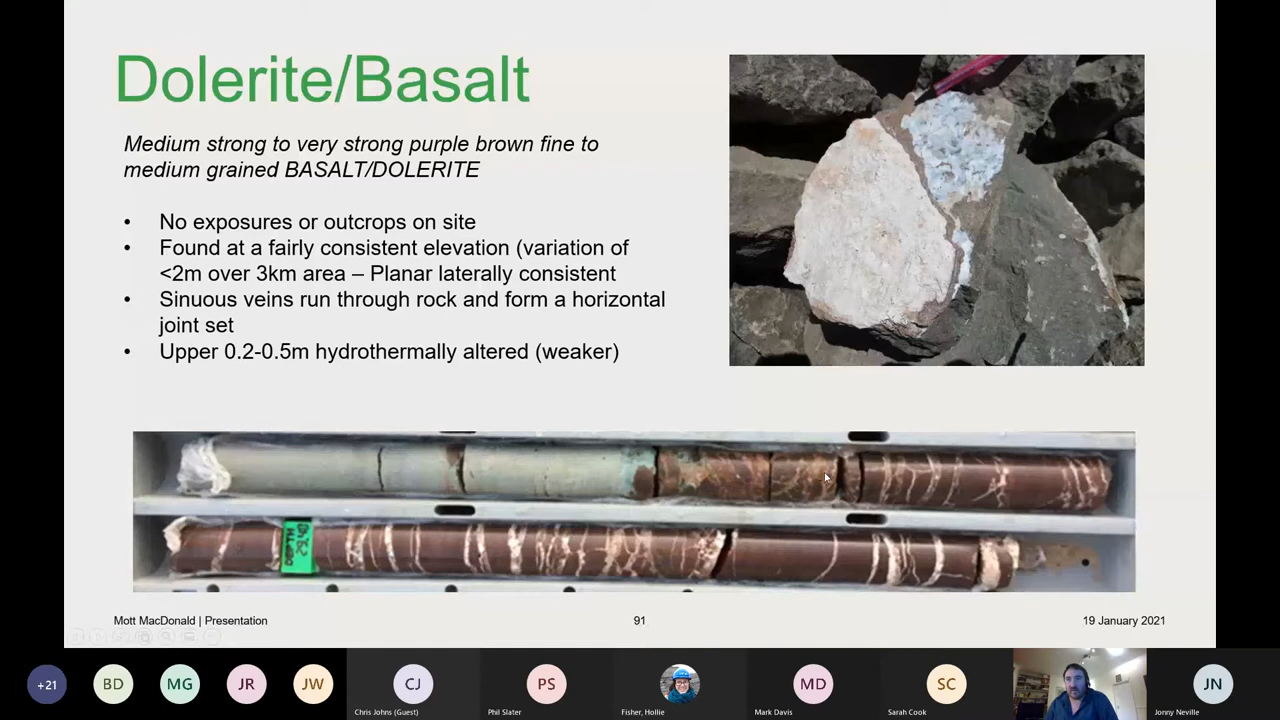 Dolerite/Basalt
Medium strong to very strong purple brown fine to
medium grained BASALT/DOLERITE
• No exposures or outcrops on site
• Found at a fairly consistent elevation (variation of
<2m over 3km area – Planar laterally consistent
• Sinuous veins run through rock and form a horizontal
joint set
• Upper 0.2-0.5m hydrothermally altered (weaker)
Mott MacDonald | Presentation
91
19 January 2021
+21
BD
MG
JR
JW
CJ
PS
MD
SC
JN
Chris Johns (Guest)
Phil Slater
Fisher, Hollie
Mark Davis
Sarah Cook
Jonny Neville